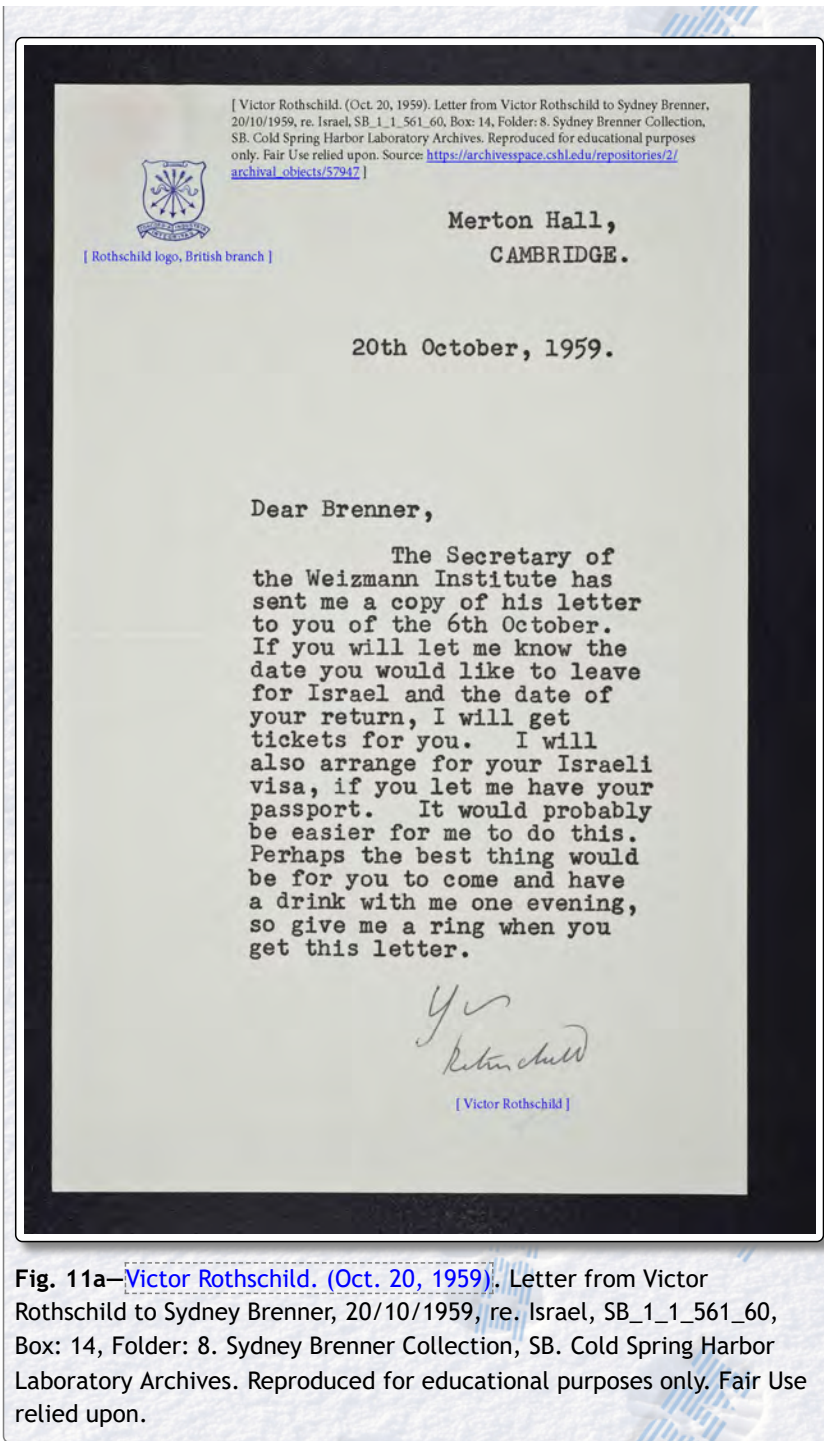 [ Victor Rothschild. (Oct. 20, 1959). Letter from Victor Rothschild to Sydney Brenner,
20/10/1959, re. Israel, SB_1_1_561_60, Box: 14, Folder: 8. Sydney Brenner Collection,
SB. Cold Spring Harbor Laboratory Archives. Reproduced for educational purposes
only. Fair Use relied upon. Source: https://archivesspace.cshl.edu/repositories/2/
archival_objects/57947 ]
[ Rothschild logo, British branch ]
Merton Hall,
CAMBRIDGE.
20th October, 1959.
Dear Brenner,
The Secretary of
the Weizmann Institute has
sent me a copy of his letter
to you of the 6th October.
If you will let me know the
date you would like to leave
for Israel and the date of
your return, I will get
tickets for you. I will
also arrange for your Israeli
visa, if you let me have your
passport. It would probably
be easier for me to do this.
Perhaps the best thing would
be for you to come and have
a drink with me one evening,
so give me a ring when you
get this letter.
Rothschild
[ Victor Rothschild ]
Fig. 11a—Victor Rothschild. (Oct. 20, 1959). Letter from Victor
Rothschild to Sydney Brenner, 20/10/1959, re. Israel, SB_1_1_561_60,
Box: 14, Folder: 8. Sydney Brenner Collection, SB. Cold Spring Harbor
Laboratory Archives. Reproduced for educational purposes only. Fair Use
relied upon.